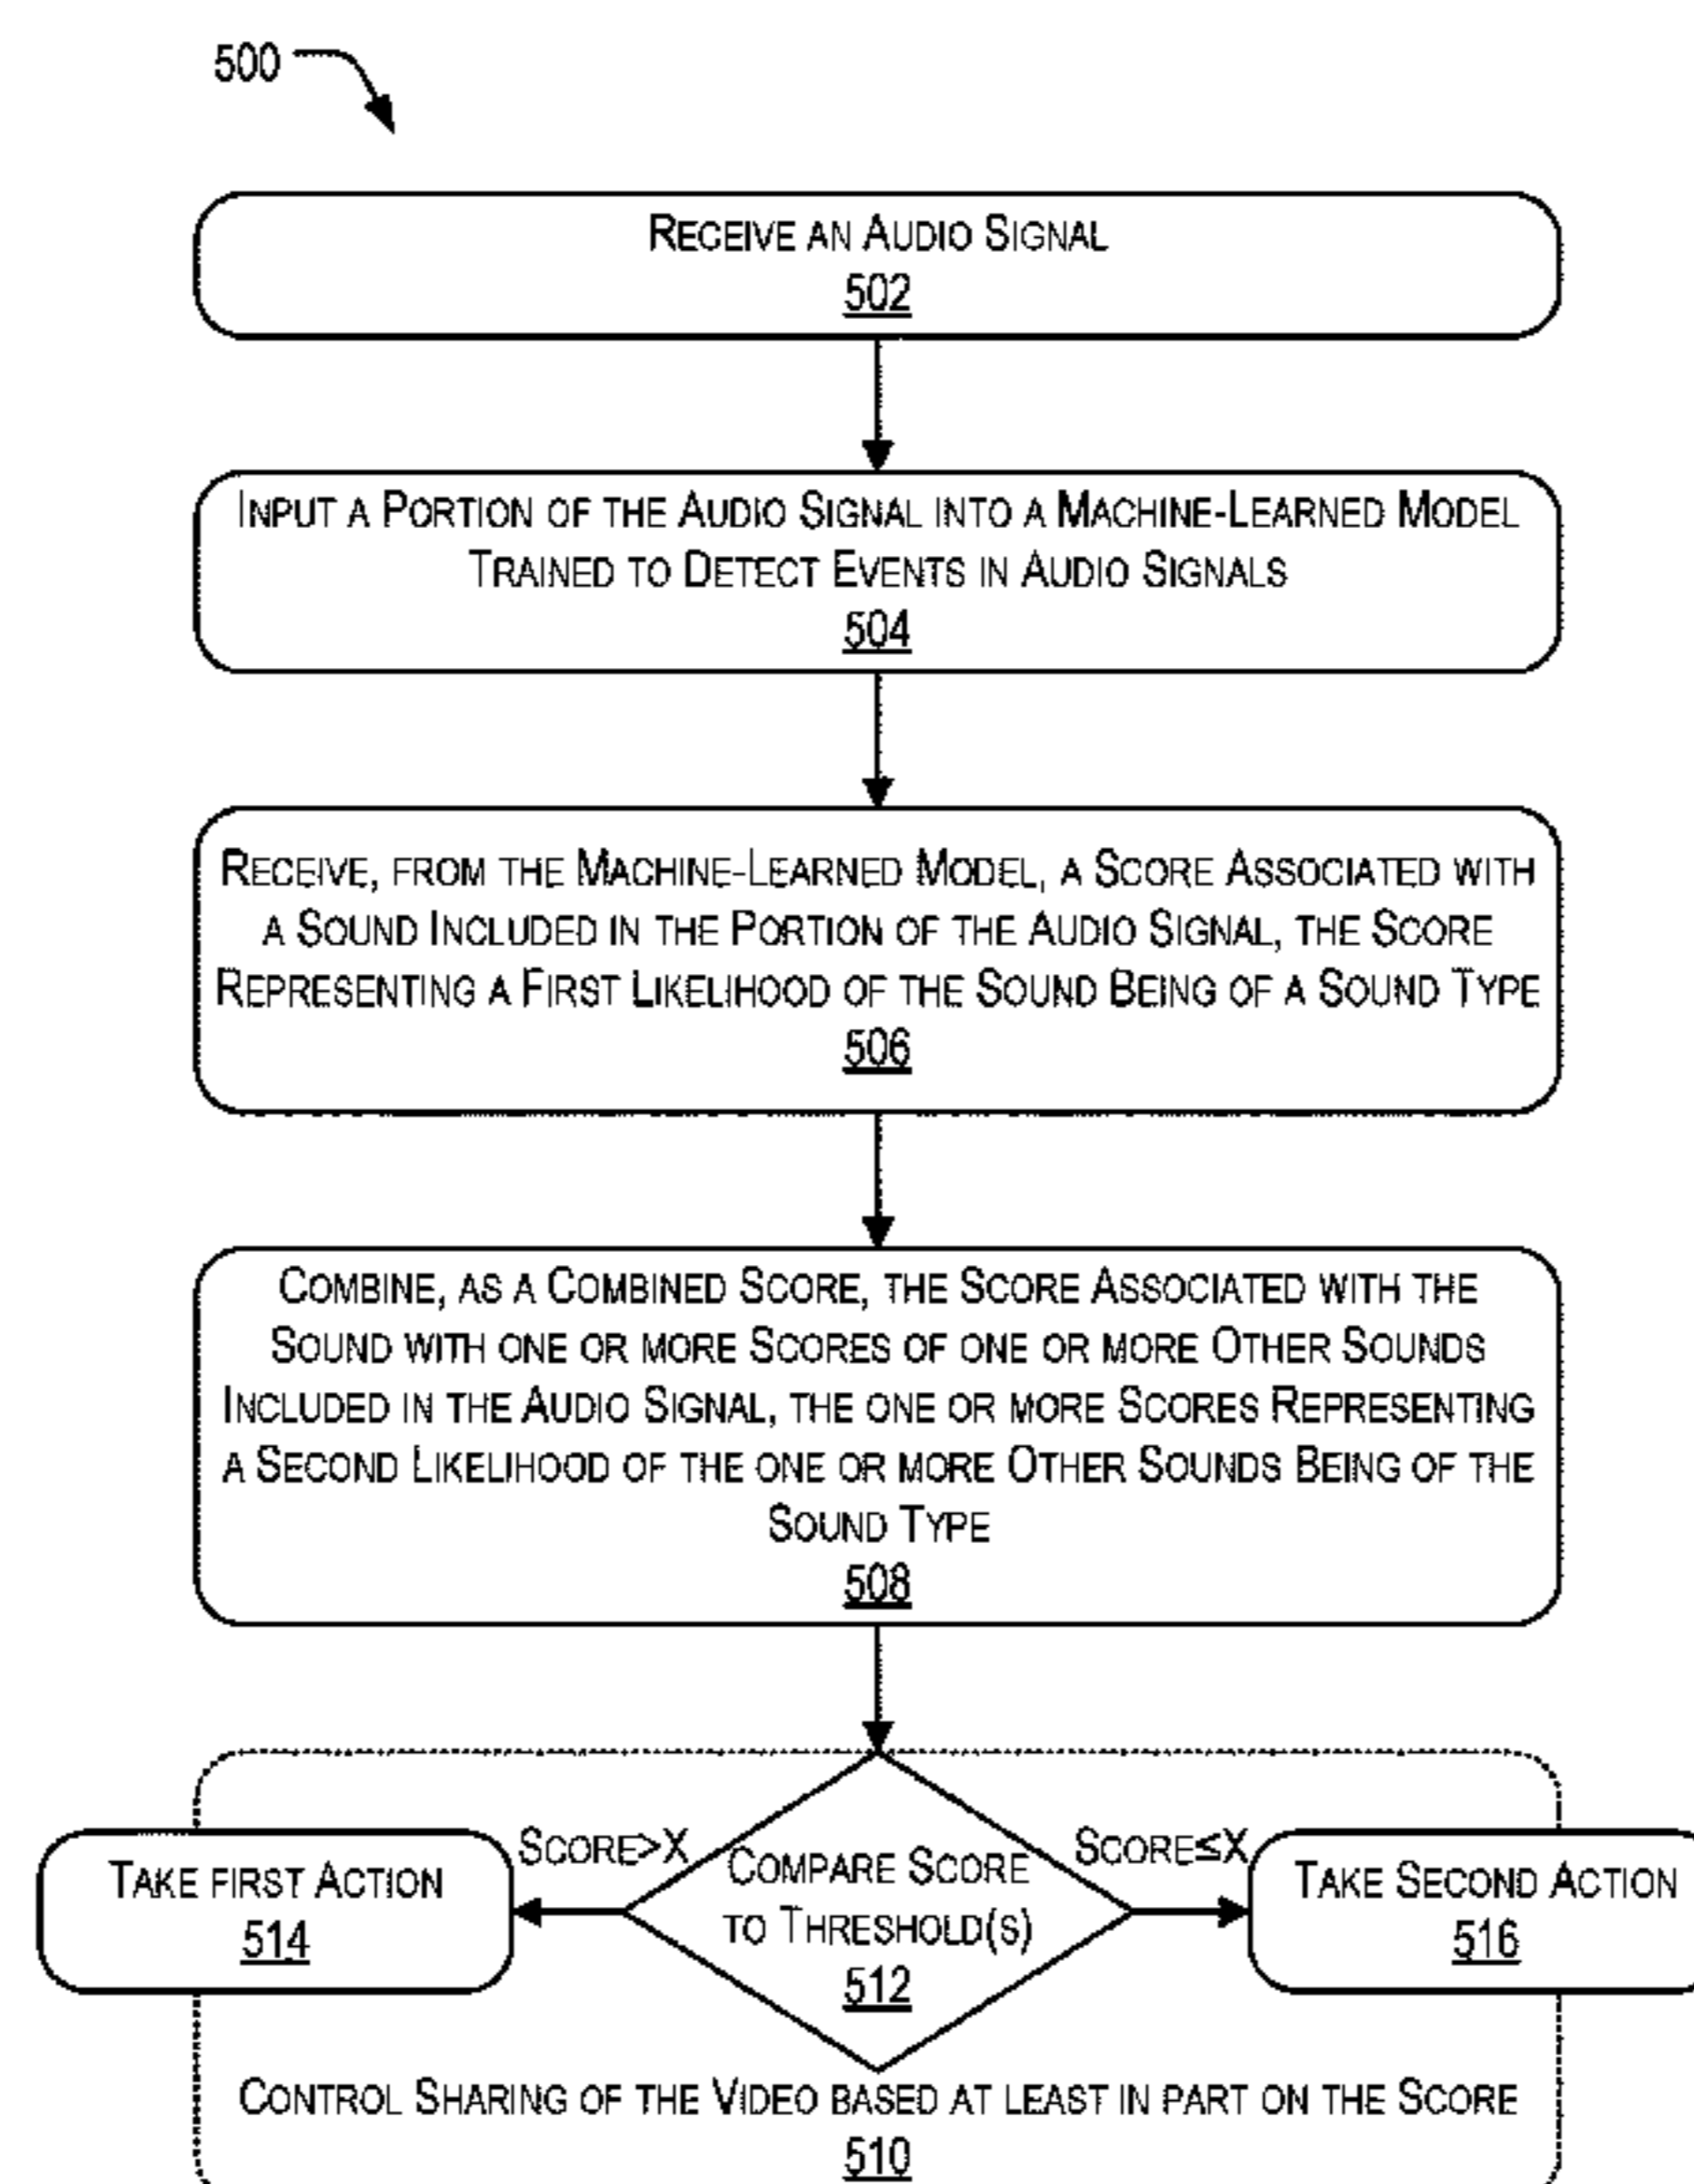 500
RECEIVE AN AUDIO SIGNAL
502
INPUT A PORTION OF THE AUDIO SIGNAL INTO A MACHINE-LEARNED MODEL
TRAINED TO DETECT EVENTS IN AUDIO SIGNALS
504
RECEIVE, FROM THE MACHINE-LEARNED MODEL, A SCORE ASSOCIATED WITH
A SOUND INCLUDED IN THE PORTION OF THE AUDIO SIGNAL, THE SCORE
REPRESENTING A FIRST LIKELIHOOD OF THE SOUND BEING OF A SOUND TYPE
506
COMBINE, AS A COMBINED SCORE, THE SCORE ASSOCIATED WITH THE
SOUND WITH ONE OR MORE SCORES OF ONE OR MORE OTHER SOUNDS
INCLUDED IN THE AUDIO SIGNAL, THE ONE OR MORE SCORES REPRESENTING
A SECOND LIKELIHOOD OF THE ONE OR MORE OTHER SOUNDS BEING OF THE
SOUND TYPE
508
TAKE FIRST ACTION
514
SCORE>X
COMPARE SCORE
TO THRESHOLD(S)
512
SCORE≤X
TAKE SECOND ACTION
516
CONTROL SHARING OF THE VIDEO BASED AT LEAST IN PART ON THE SCORE
510